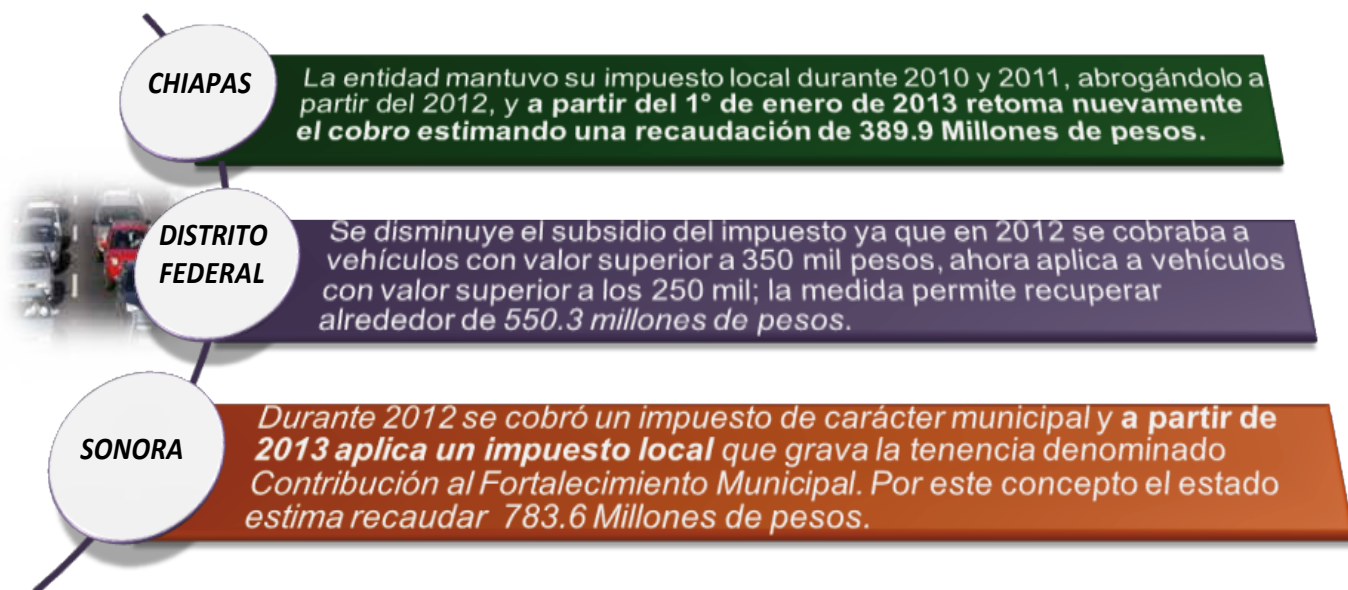 CHIAPAS
La entidad mantuvo su impuesto local durante 2010 y 2011, abrogándolo a
partir del 2012, y a partir del 1° de enero de 2013 retoma nuevamente
el cobro estimando una recaudación de 389.9 Millones de pesos.
DISTRITO
FEDERAL
Se disminuye el subsidio del impuesto ya que en 2012 se cobraba a
vehículos con valor superior a 350 mil pesos, ahora aplica a vehículos
con valor superior a los 250 mil; la medida permite recuperar
alrededor de 550.3 millones de pesos.
SONORA
Durante 2012 se cobró un impuesto de carácter municipal y a partir de
2013 aplica un impuesto local que grava la tenencia denominado
Contribución al Fortalecimiento Municipal. Por este concepto el estado
estima recaudar 783.6 Millones de pesos.